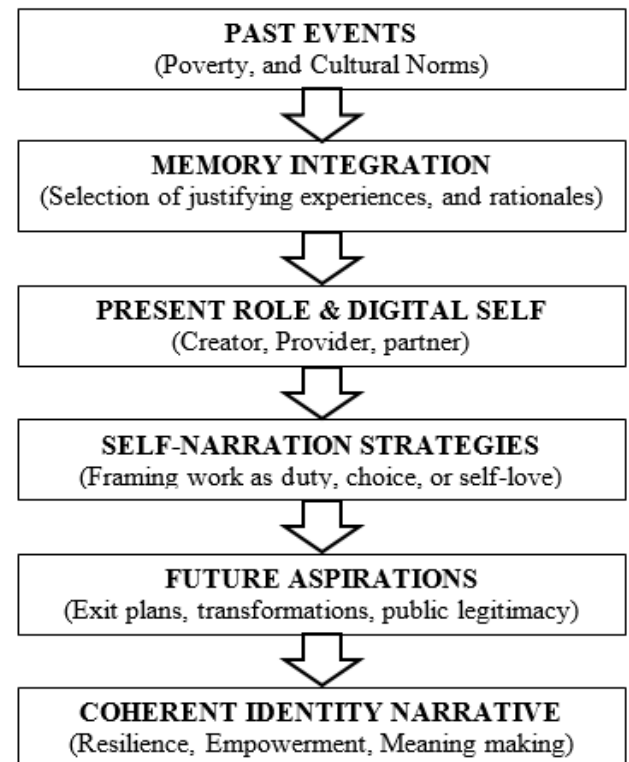 PAST EVENTS
(Poverty, and Cultural Norms)
MEMORY INTEGRATION
(Selection of justifying experiences, and rationales)
PRESENT ROLE & DIGITAL SELF
(Creator, Provider, partner)
SELF-NARRATION STRATEGIES
(Framing work as duty, choice, or self-love)
FUTURE ASPIRATIONS
(Exit plans, transformations, public legitimacy)
COHERENT IDENTITY NARRATIVE
(Resilience, Empowerment, Meaning making)